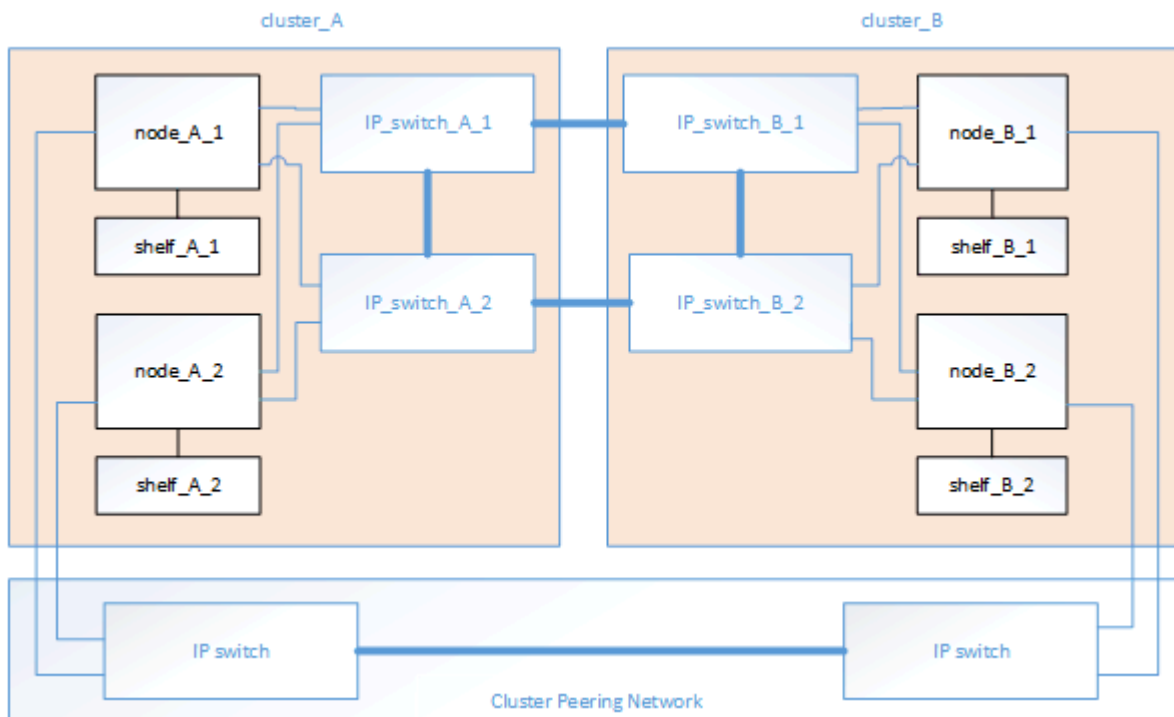 cluster_A
cluster_B
node_A_1
IP_switch_A_1
IP_switch_B_1
node_B_1
shelf_A_1
shelf_B_1
IP_switch_A_2
IP_switch_B_2
node_A_2
node_B_2
shelf_A_2
shelf_B_2
IP switch
IP switch
Cluster Peering Network